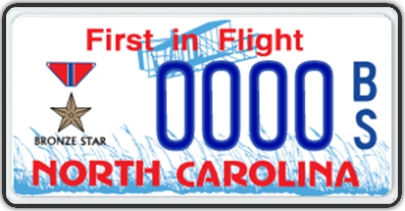 First in Flight
0000 BS
BRONZE STAR
NORTH CAROLINA